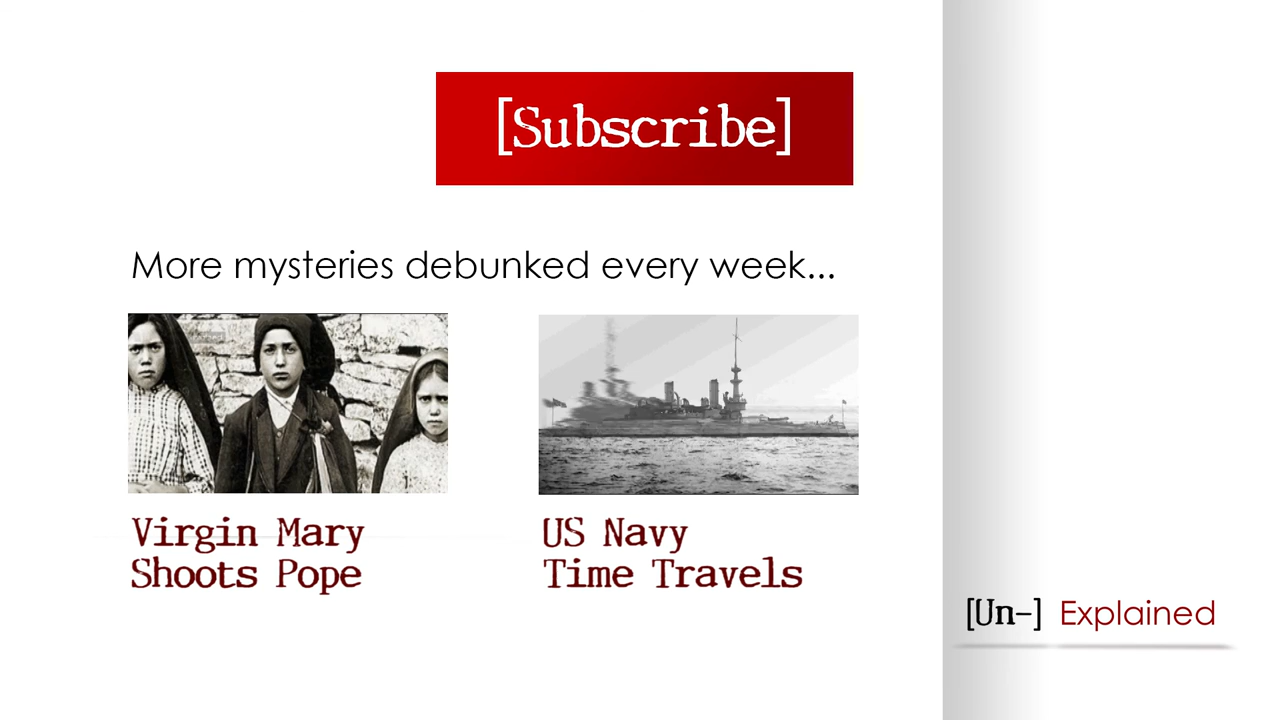 [Subscribe]
More mysteries debunked every week...
Virgin Mary
Shoots Pope
US Navy
Time Travels
[Un-] Explained